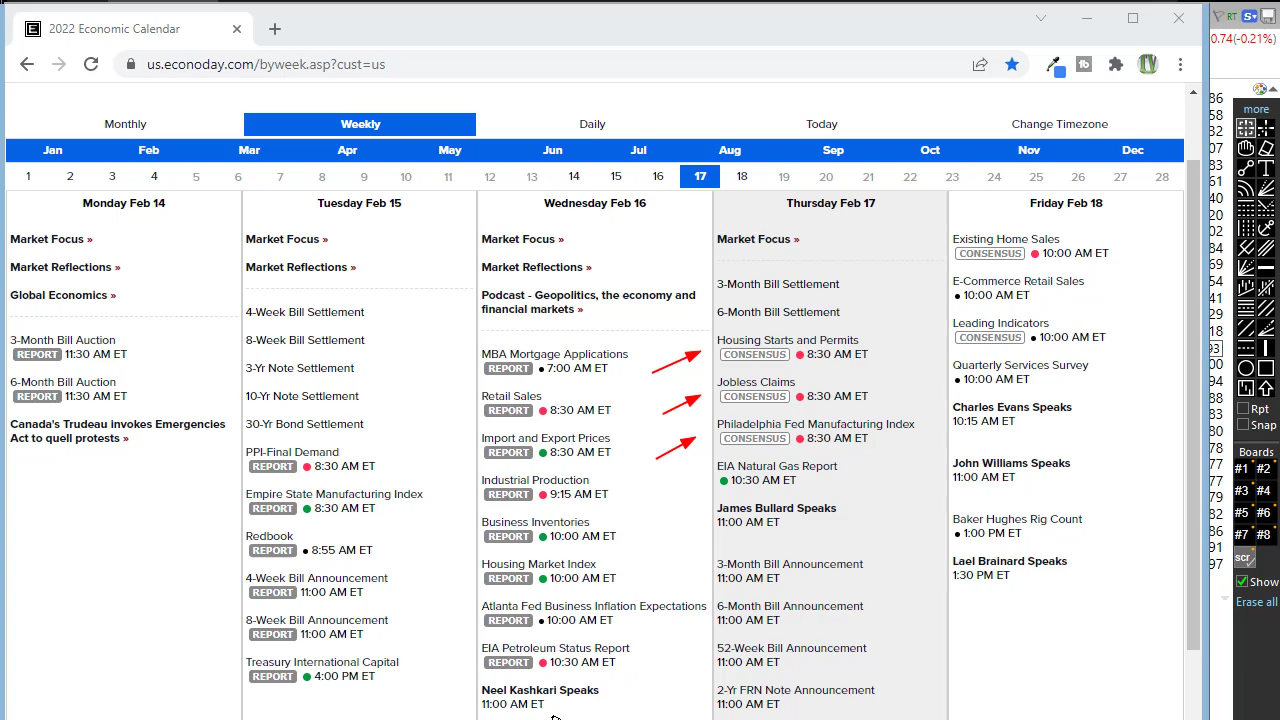 2022 Economic Calendar
us.econoday.com/byweek.asp?cust=us
RT
0.74(-0.21%)
Monthly Weekly Daily Today Change Timezone
Jan Feb Mar Apr May Jun Jul Aug Sep Oct Nov Dec
1 2 3 4 5 6 7 8 9 10 11 12 13 14 15 16 17 18 19 20 21 22 23 24 25 26 27 28
Monday Feb 14
Market Focus »
Market Reflections »
Global Economics »
3-Month Bill Auction
REPORT 11:30 AM ET
6-Month Bill Auction
REPORT 11:30 AM ET
Canada's Trudeau invokes Emergencies
Act to quell protests »
Tuesday Feb 15
Market Focus »
Market Reflections »
4-Week Bill Settlement
8-Week Bill Settlement
3-Yr Note Settlement
10-Yr Note Settlement
30-Yr Bond Settlement
PPI-Final Demand
REPORT 8:30 AM ET
Empire State Manufacturing Index
REPORT 8:30 AM ET
Redbook
REPORT 8:55 AM ET
4-Week Bill Announcement
REPORT 11:00 AM ET
8-Week Bill Announcement
REPORT 11:00 AM ET
Treasury International Capital
REPORT 4:00 PM ET
Wednesday Feb 16
Market Focus »
Market Reflections »
Podcast - Geopolitics, the economy and
financial markets »
MBA Mortgage Applications
REPORT 7:00 AM ET
Retail Sales
REPORT 8:30 AM ET
Import and Export Prices
REPORT 8:30 AM ET
Industrial Production
REPORT 9:15 AM ET
Business Inventories
REPORT 10:00 AM ET
Housing Market Index
REPORT 10:00 AM ET
Atlanta Fed Business Inflation Expectations
REPORT 10:00 AM ET
EIA Petroleum Status Report
REPORT 10:30 AM ET
Neel Kashkari Speaks
11:00 AM ET
Thursday Feb 17
Market Focus »
3-Month Bill Settlement
6-Month Bill Settlement
Housing Starts and Permits
CONSENSUS 8:30 AM ET
Jobless Claims
CONSENSUS 8:30 AM ET
Philadelphia Fed Manufacturing Index
CONSENSUS 8:30 AM ET
EIA Natural Gas Report
10:30 AM ET
James Bullard Speaks
11:00 AM ET
3-Month Bill Announcement
11:00 AM ET
6-Month Bill Announcement
11:00 AM ET
52-Week Bill Announcement
11:00 AM ET
2-Yr FRN Note Announcement
11:00 AM ET
Friday Feb 18
Existing Home Sales
CONSENSUS 10:00 AM ET
E-Commerce Retail Sales
10:00 AM ET
Leading Indicators
CONSENSUS 10:00 AM ET
Quarterly Services Survey
10:00 AM ET
Charles Evans Speaks
10:15 AM ET
John Williams Speaks
11:00 AM ET
Baker Hughes Rig Count
1:00 PM ET
Lael Brainard Speaks
1:30 PM ET
more
Rpt
Snap
Boards
#1 #2
#3 #4
#5 #6
#7 #8
scr
Show
Erase all